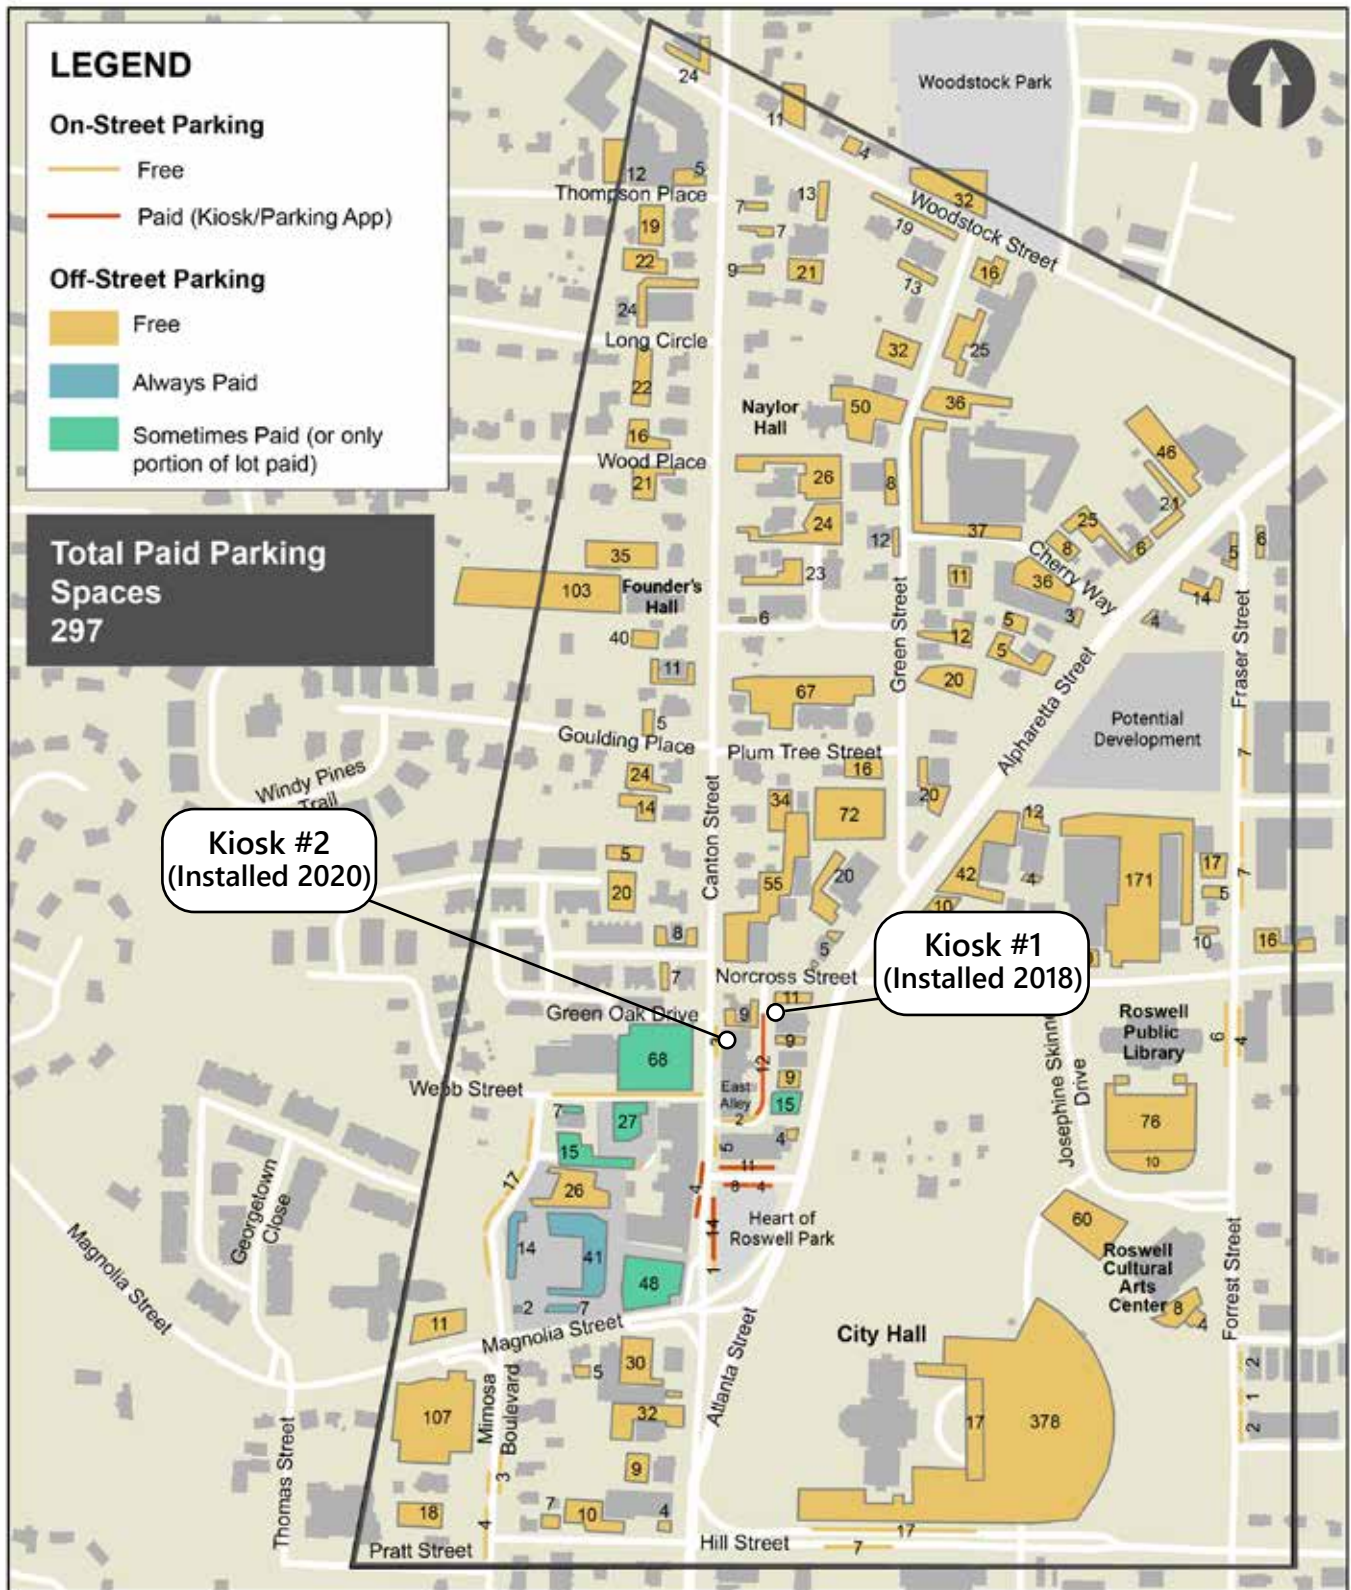 LEGEND
On-Street Parking
Free
Paid (Kiosk/Parking App)
Off-Street Parking
Free
Always Paid
Sometimes Paid (or only
portion of lot paid)
Total Paid Parking
Spaces
297
Woodstock Park
24
11
4
12
5
Thompson Place
32
13
7
19
Woodstock Street
19
7
22
9
21
13
16
24
Long Circle
32
25
22
Naylor
Hall
50
36
16
Wood Place
21
26
8
46
24
24
37
25
12
8
6
Cherry Way
5
6
35
103
Founder's
Hall
23
11
36
14
6
3
4
40
5
12
5
11
Green Street
20
Fraser Street
67
Alpharetta Street
5
Goulding Place
Potential
Development
Plum Tree Street
7
16
24
Windy Pines
Trail
14
Canton Street
34
72
20
12
Kiosk #2
(Installed 2020)
5
20
55
20
42
4
171
17
7
5
10
8
5
10
16
Kiosk #1
(Installed 2018)
7
Norcross Street
11
Green Oak Drive
9
9
12
68
Webb Street
East
Alley
9
15
2
Josephine Skinner
Drive
Roswell
Public
Library
6
4
76
10
7
27
15
5
4
11
8
4
17
26
4
14
Heart of
Roswell Park
1
14
41
48
2
7
Magnolia Street
Georgetown
Close
Magnolia Street
60
Roswell
Cultural
Arts
Center
8
4
Forrest Street
11
City Hall
Atlanta Street
5
30
2
1
2
107
Mimosa
Boulevard
32
17
378
Thomas Street
9
3
18
4
7
10
4
17
Pratt Street
Hill Street
7